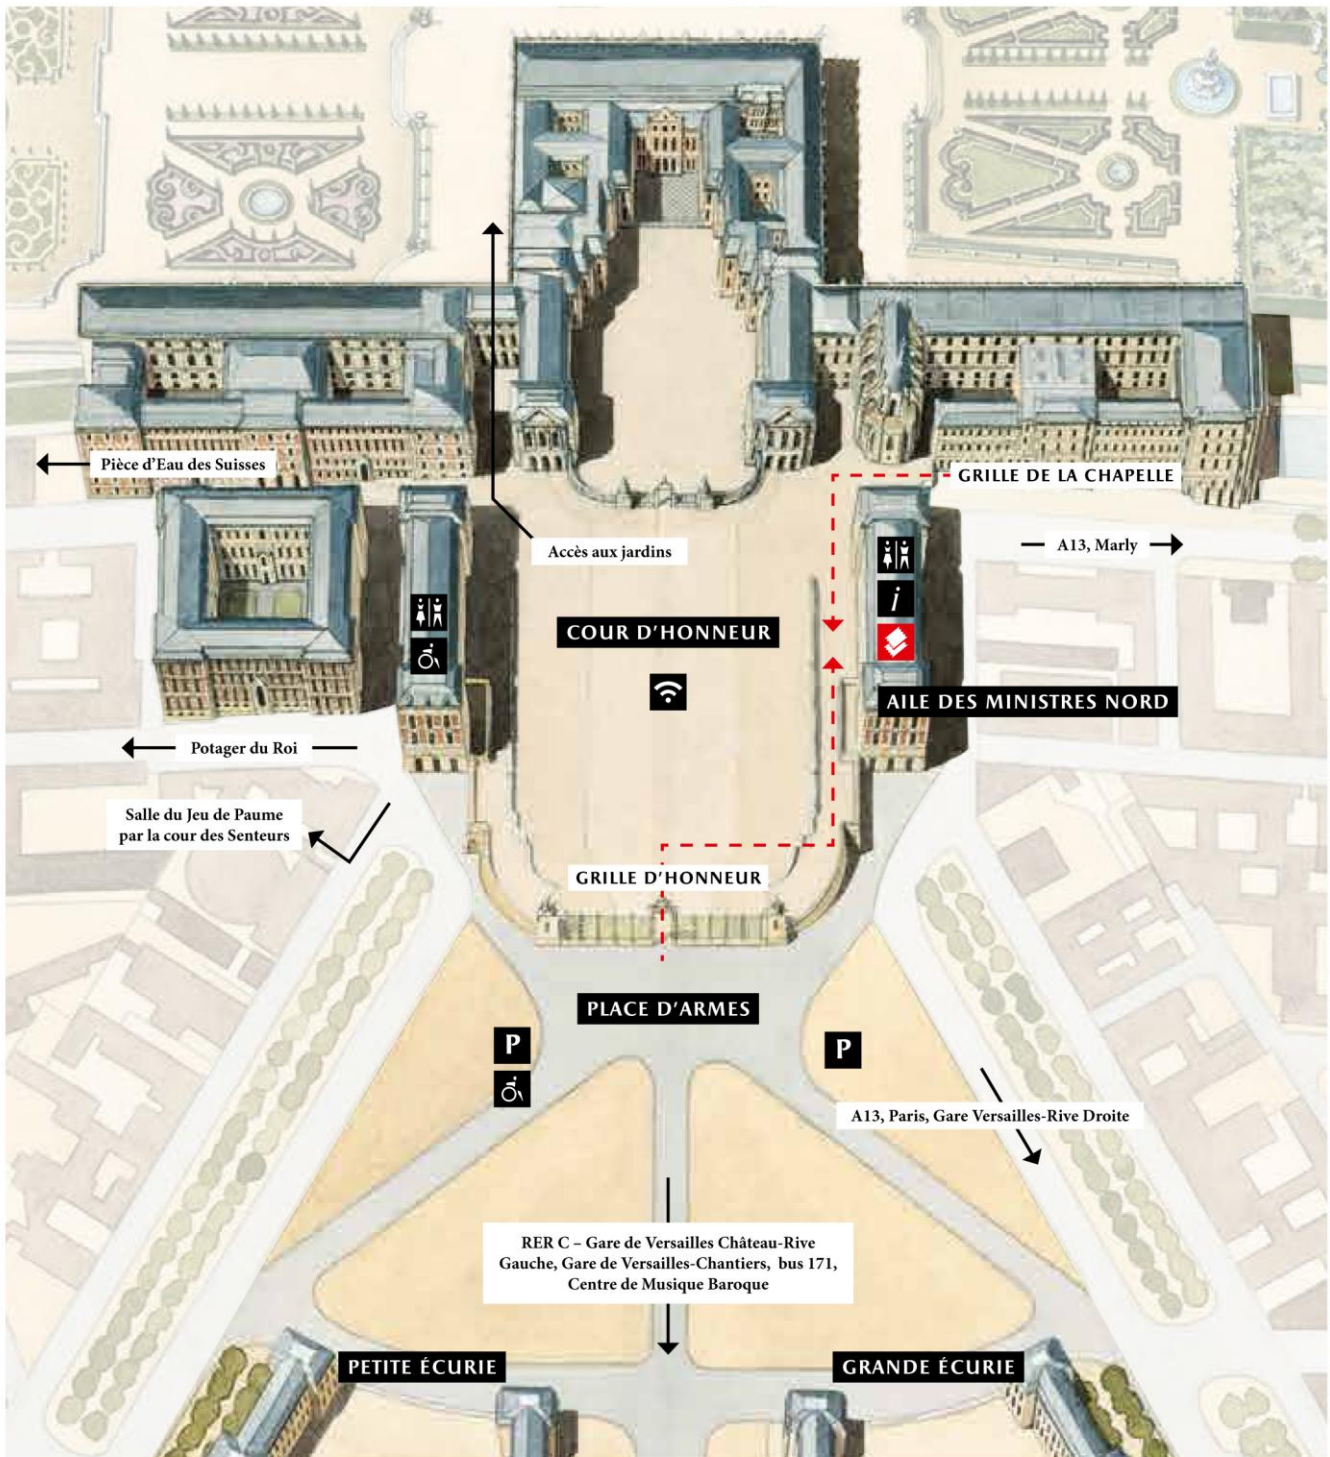 Pièce d'Eau des Suisses
GRILLE DE LA CHAPELLE
Accès aux jardins
A13, Marly
i
COUR D'HONNEUR
AILE DES MINISTRES NORD
Potager du Roi
Salle du Jeu de Paume
par la cour des Senteurs
GRILLE D'HONNEUR
PLACE D'ARMES
P
P
A13, Paris, Gare Versailles-Rive Droite
RER C – Gare de Versailles Château-Rive
Gauche, Gare de Versailles-Chantiers, bus 171,
Centre de Musique Baroque
PETITE ÉCURIE
GRANDE ÉCURIE